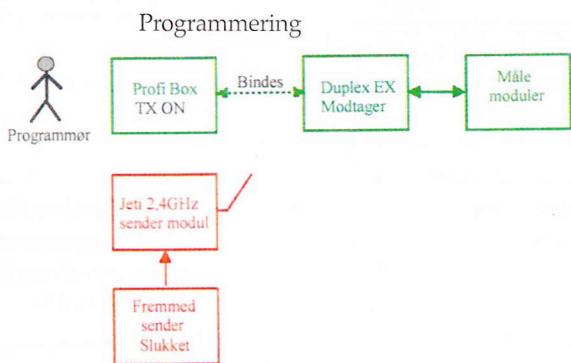 Programmering
Programmør
Profi Box
TX ON
Bindes
Duplex EX
Modtager
Måle
moduler
Jeti 2,4GHz
sender modul
Fremmed
sender
Slukket